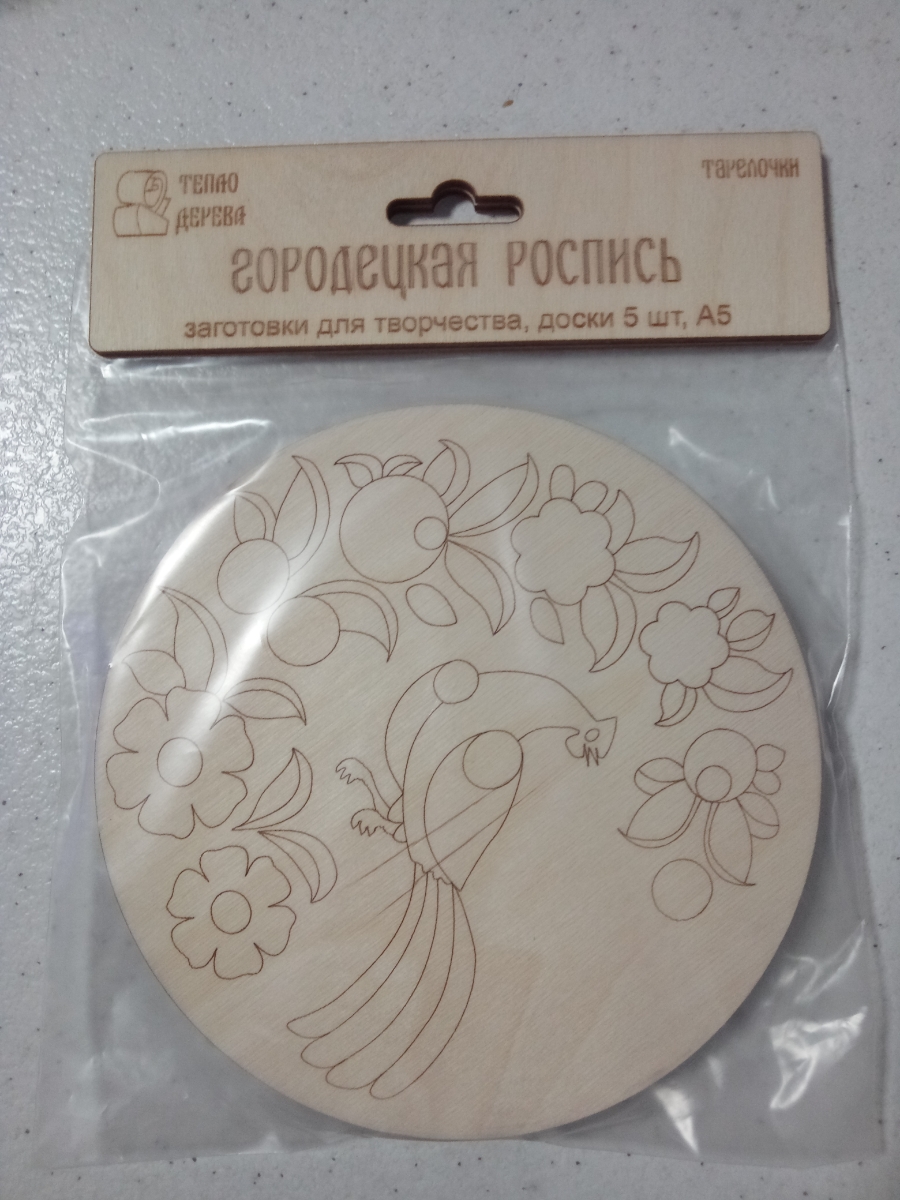 ТЕПЛО
ДЕРЕВА
тарелочки
городецкая роспись
заготовки для творчества, доски 5 шт, А5